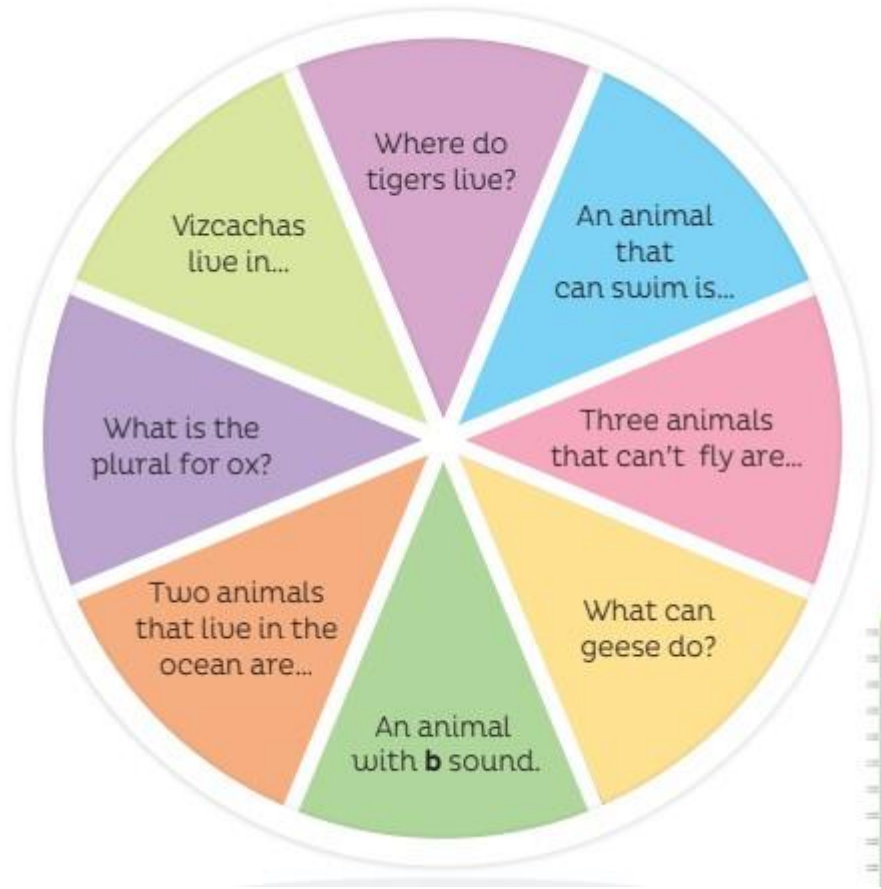 Where do
tigers live?
An animal
that
can swim is...
Three animals
that can't fly are...
What can
geese do?
An animal
with b sound.
Two animals
that live in the
ocean are...
What is the
plural for ox?
Vizcachas
live in...